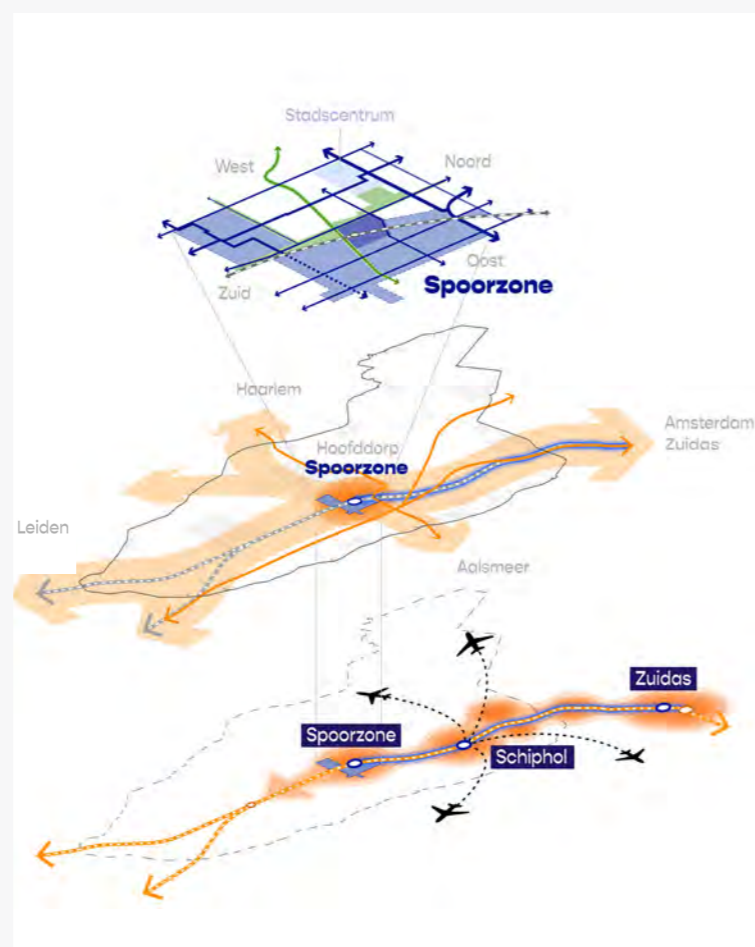 Stadscentrum
West
Noord
Oost
Zuid
Spoorzone
Haarlem
Hoofddorp
Spoorzone
Amsterdam
Zuidas
Leiden
Aalsmeer
Zuidas
Spoorzone
Schiphol